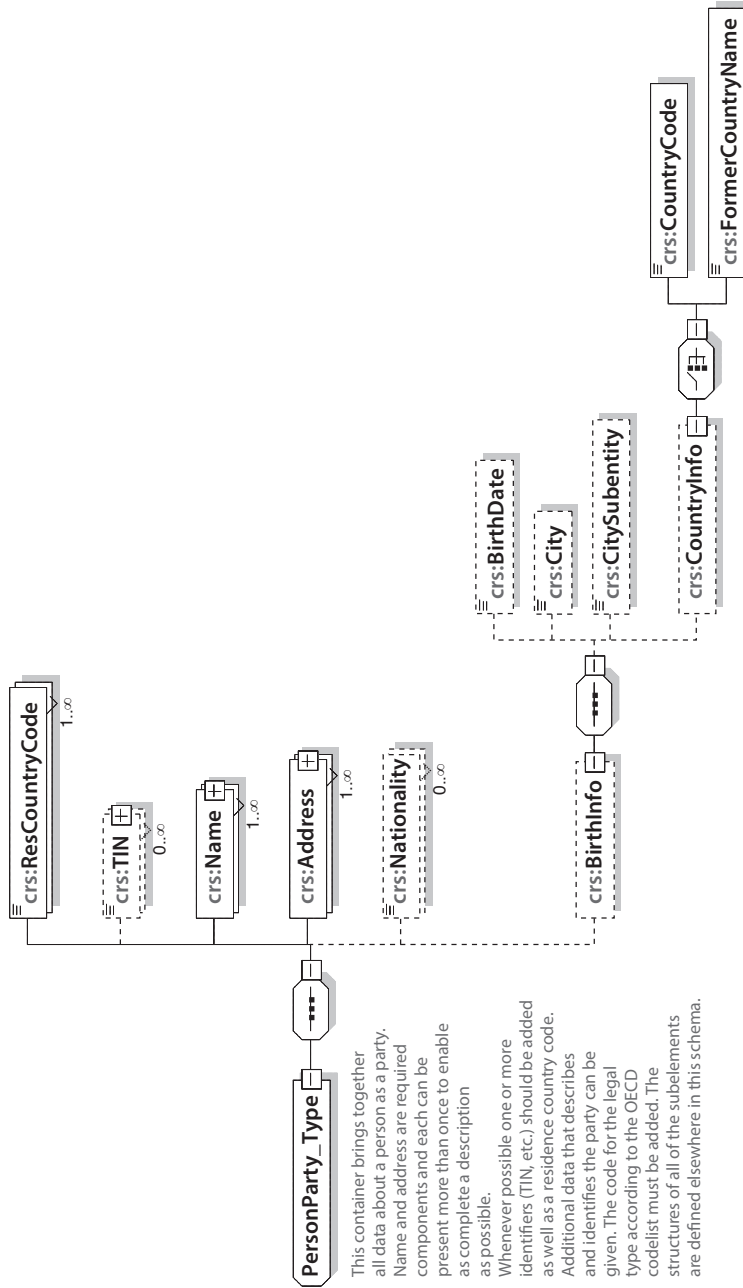 PersonParty_Type
This container brings together
all data about a person as a party.
Name and address are required
components and each can be
present more than once to enable
as complete a description
as possible.
Whenever possible one or more
identifiers (TIN, etc.) should be added
as well as a residence country code.
Additional data that describes
and identifies the party can be
given. The code for the legal
type according to the OECD
codelist must be added. The
structures of all of the subelements
are defined elsewhere in this schema.
crs:ResCountryCode
1..∞
crs:TIN
0..∞
crs:Name
1..∞
crs:Address
1..∞
crs:Nationality
0..∞
crs:BirthInfo
crs:BirthDate
crs:City
crs:CitySubentity
crs:CountryInfo
crs:CountryCode
crs:FormerCountryName